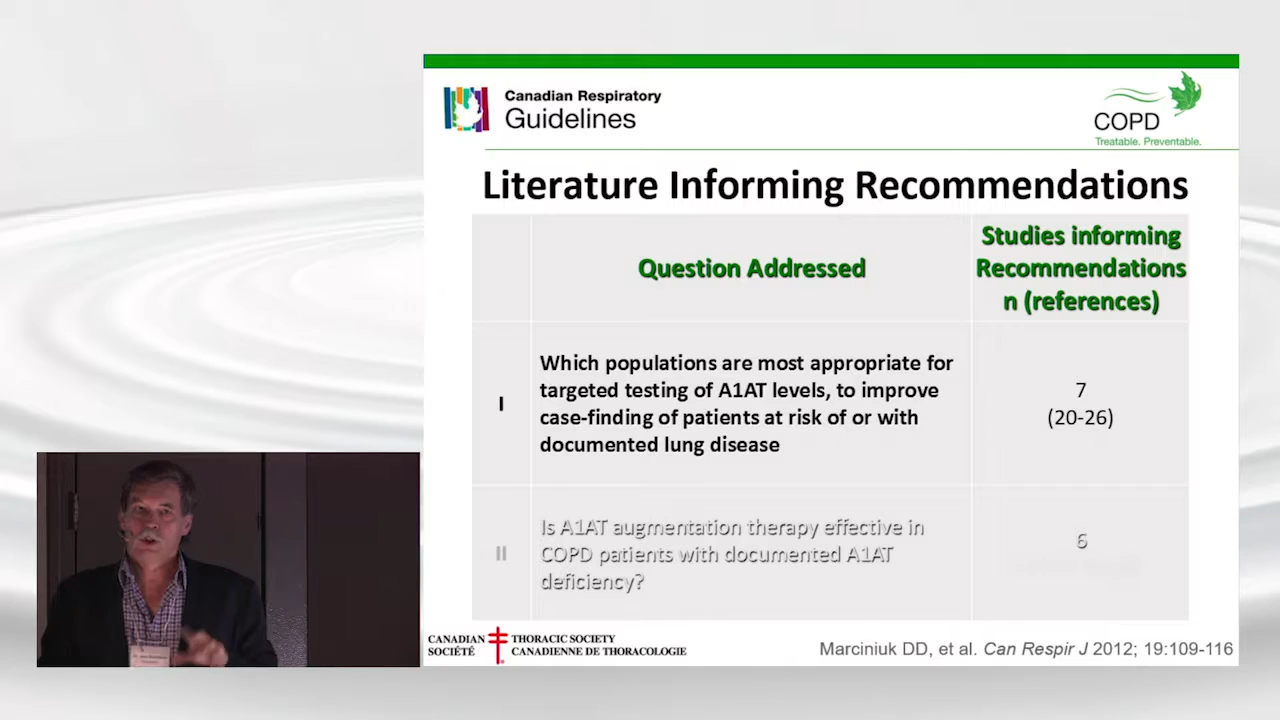 Canadian Respiratory
Guidelines
COPD
Treatable. Preventable.
Literature Informing Recommendations
Question Addressed
Studies informing
Recommendations
n (references)
I
Which populations are most appropriate for
targeted testing of A1AT levels, to improve
case-finding of patients at risk of or with
documented lung disease
7
(20-26)
II
Is A1AT augmentation therapy effective in
COPD patients with documented A1AT
deficiency?
6
CANADIAN THORACIC SOCIETY
SOCIÉTÉ CANADIENNE DE THORACOLOGIE
Marciniuk DD, et al. Can Respir J 2012; 19:109-116